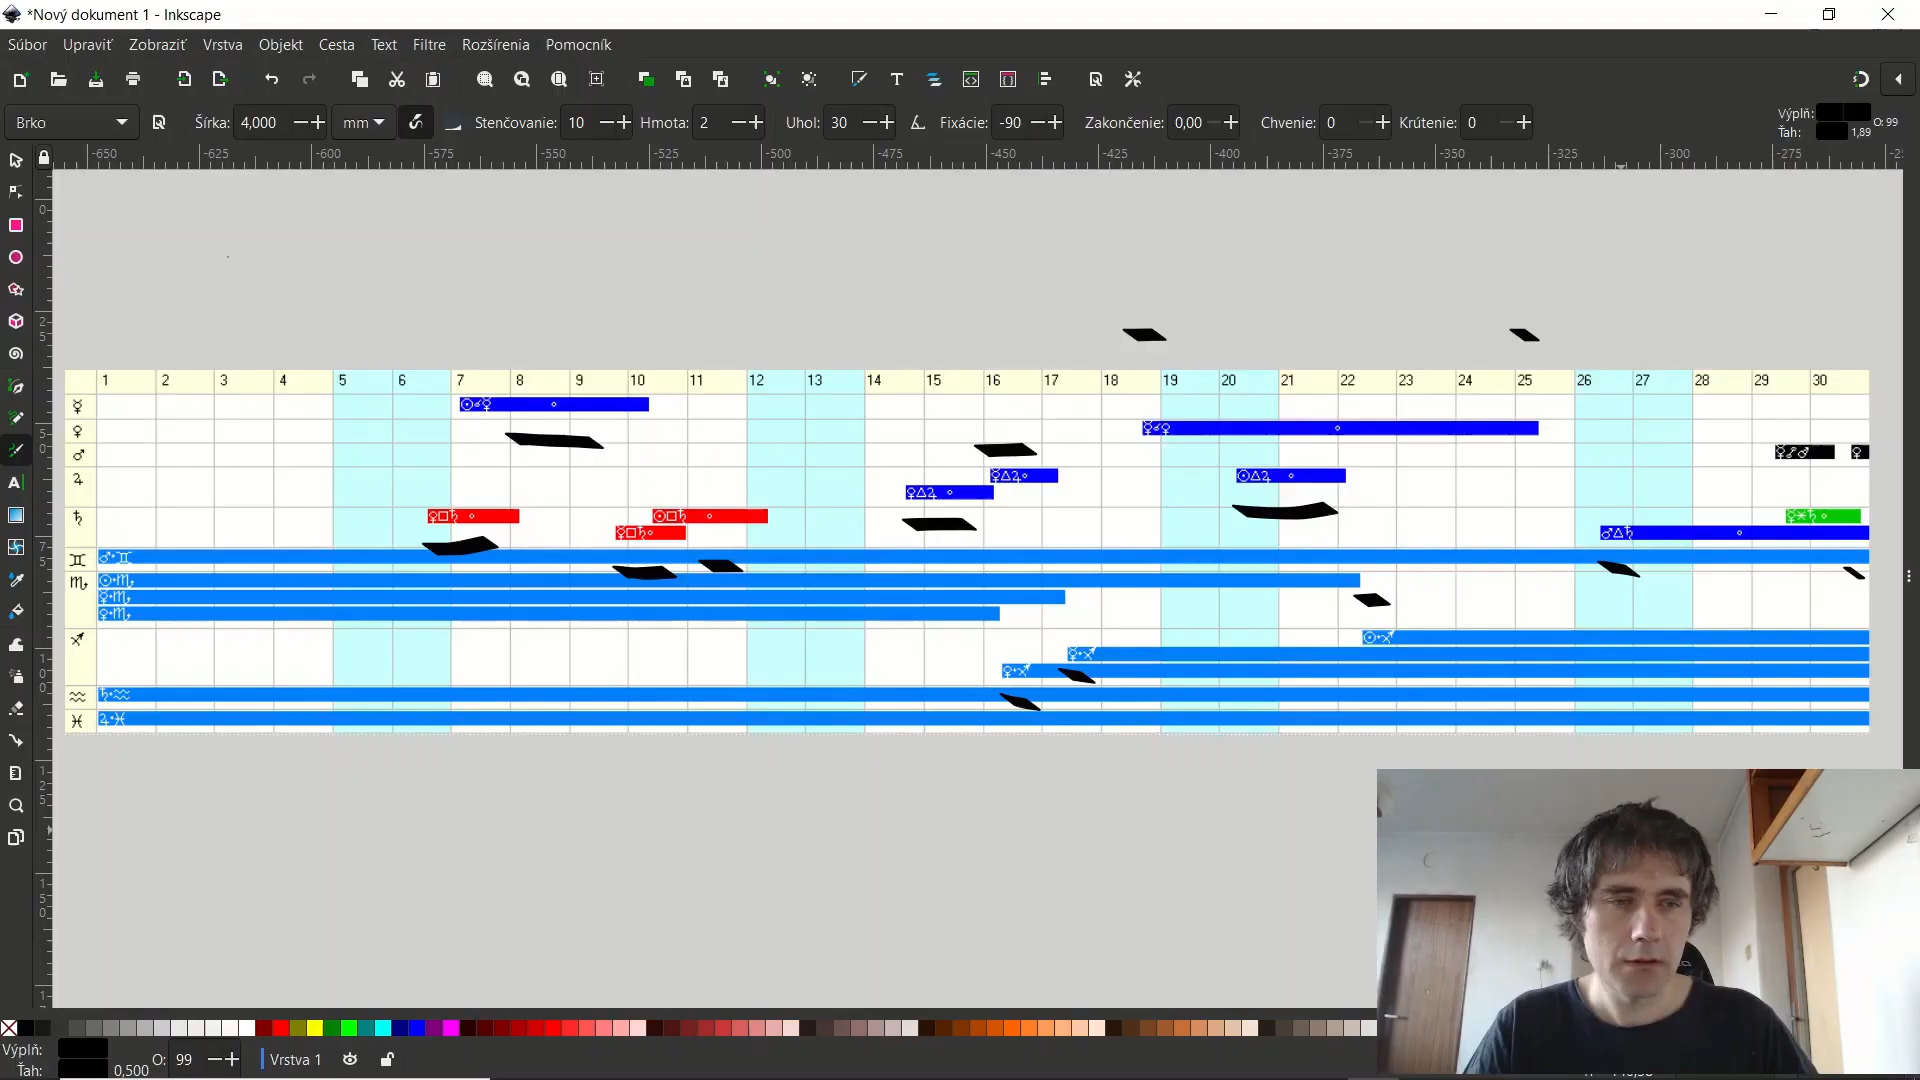 *Nový dokument 1 - Inkscape
Súbor Upraviť Zobraziť Vrstva Objekt Cesta Text Filtre Rozšírenia Pomocník
Brko Šírka: 4,000 mm Stenčovanie: 10 Hmota: 2 Uhol: 30 Fixácie: -90 Zakončenie: 0,00 Chvenie: 0 Krútenie: 0 Výplň: O: 99
Ťah: 1,89
-650 -625 -600 -575 -550 -525 -500 -475 -450 -425 -400 -375 -350 -325 -300 -275
1 2 3 4 5 6 7 8 9 10 11 12 13 14 15 16 17 18 19 20 21 22 23 24 25 26 27 28 29 30
☿ ☉☌☿
♀ ☿☌♀
♂ ☿☍♂ ♀
♃ ☿△♃ ☉△♃
♀△♃
♄ ♀□♄ ☉□♄ ♀⚹♄
☿□♄ ♂△♄
♊ ♂•♊
♏ ☉•♏
☿•♏
♀•♏
♐ ☉•♐
☿•♐
♀•♐
♒ ♄•♒
♓ ♃•♓
Výplň: O: 99 Vrstva 1
Ťah: 0,500